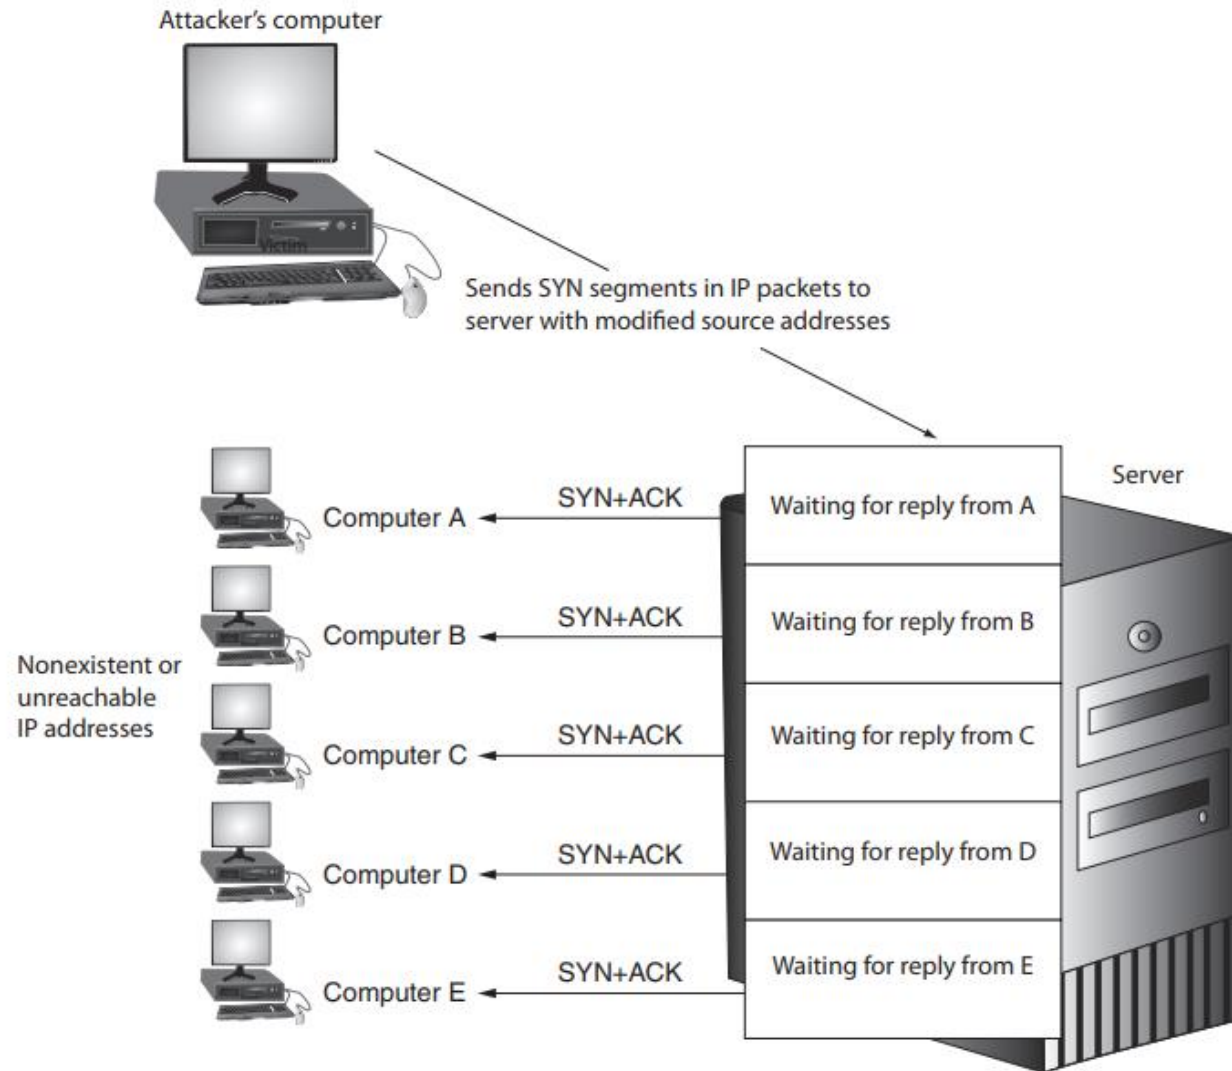 Attacker's computer
Victim
Sends SYN segments in IP packets to
server with modified source addresses
Server
Nonexistent or
unreachable
IP addresses
Computer A
SYN+ACK
Waiting for reply from A
Computer B
SYN+ACK
Waiting for reply from B
Computer C
SYN+ACK
Waiting for reply from C
Computer D
SYN+ACK
Waiting for reply from D
Computer E
SYN+ACK
Waiting for reply from E